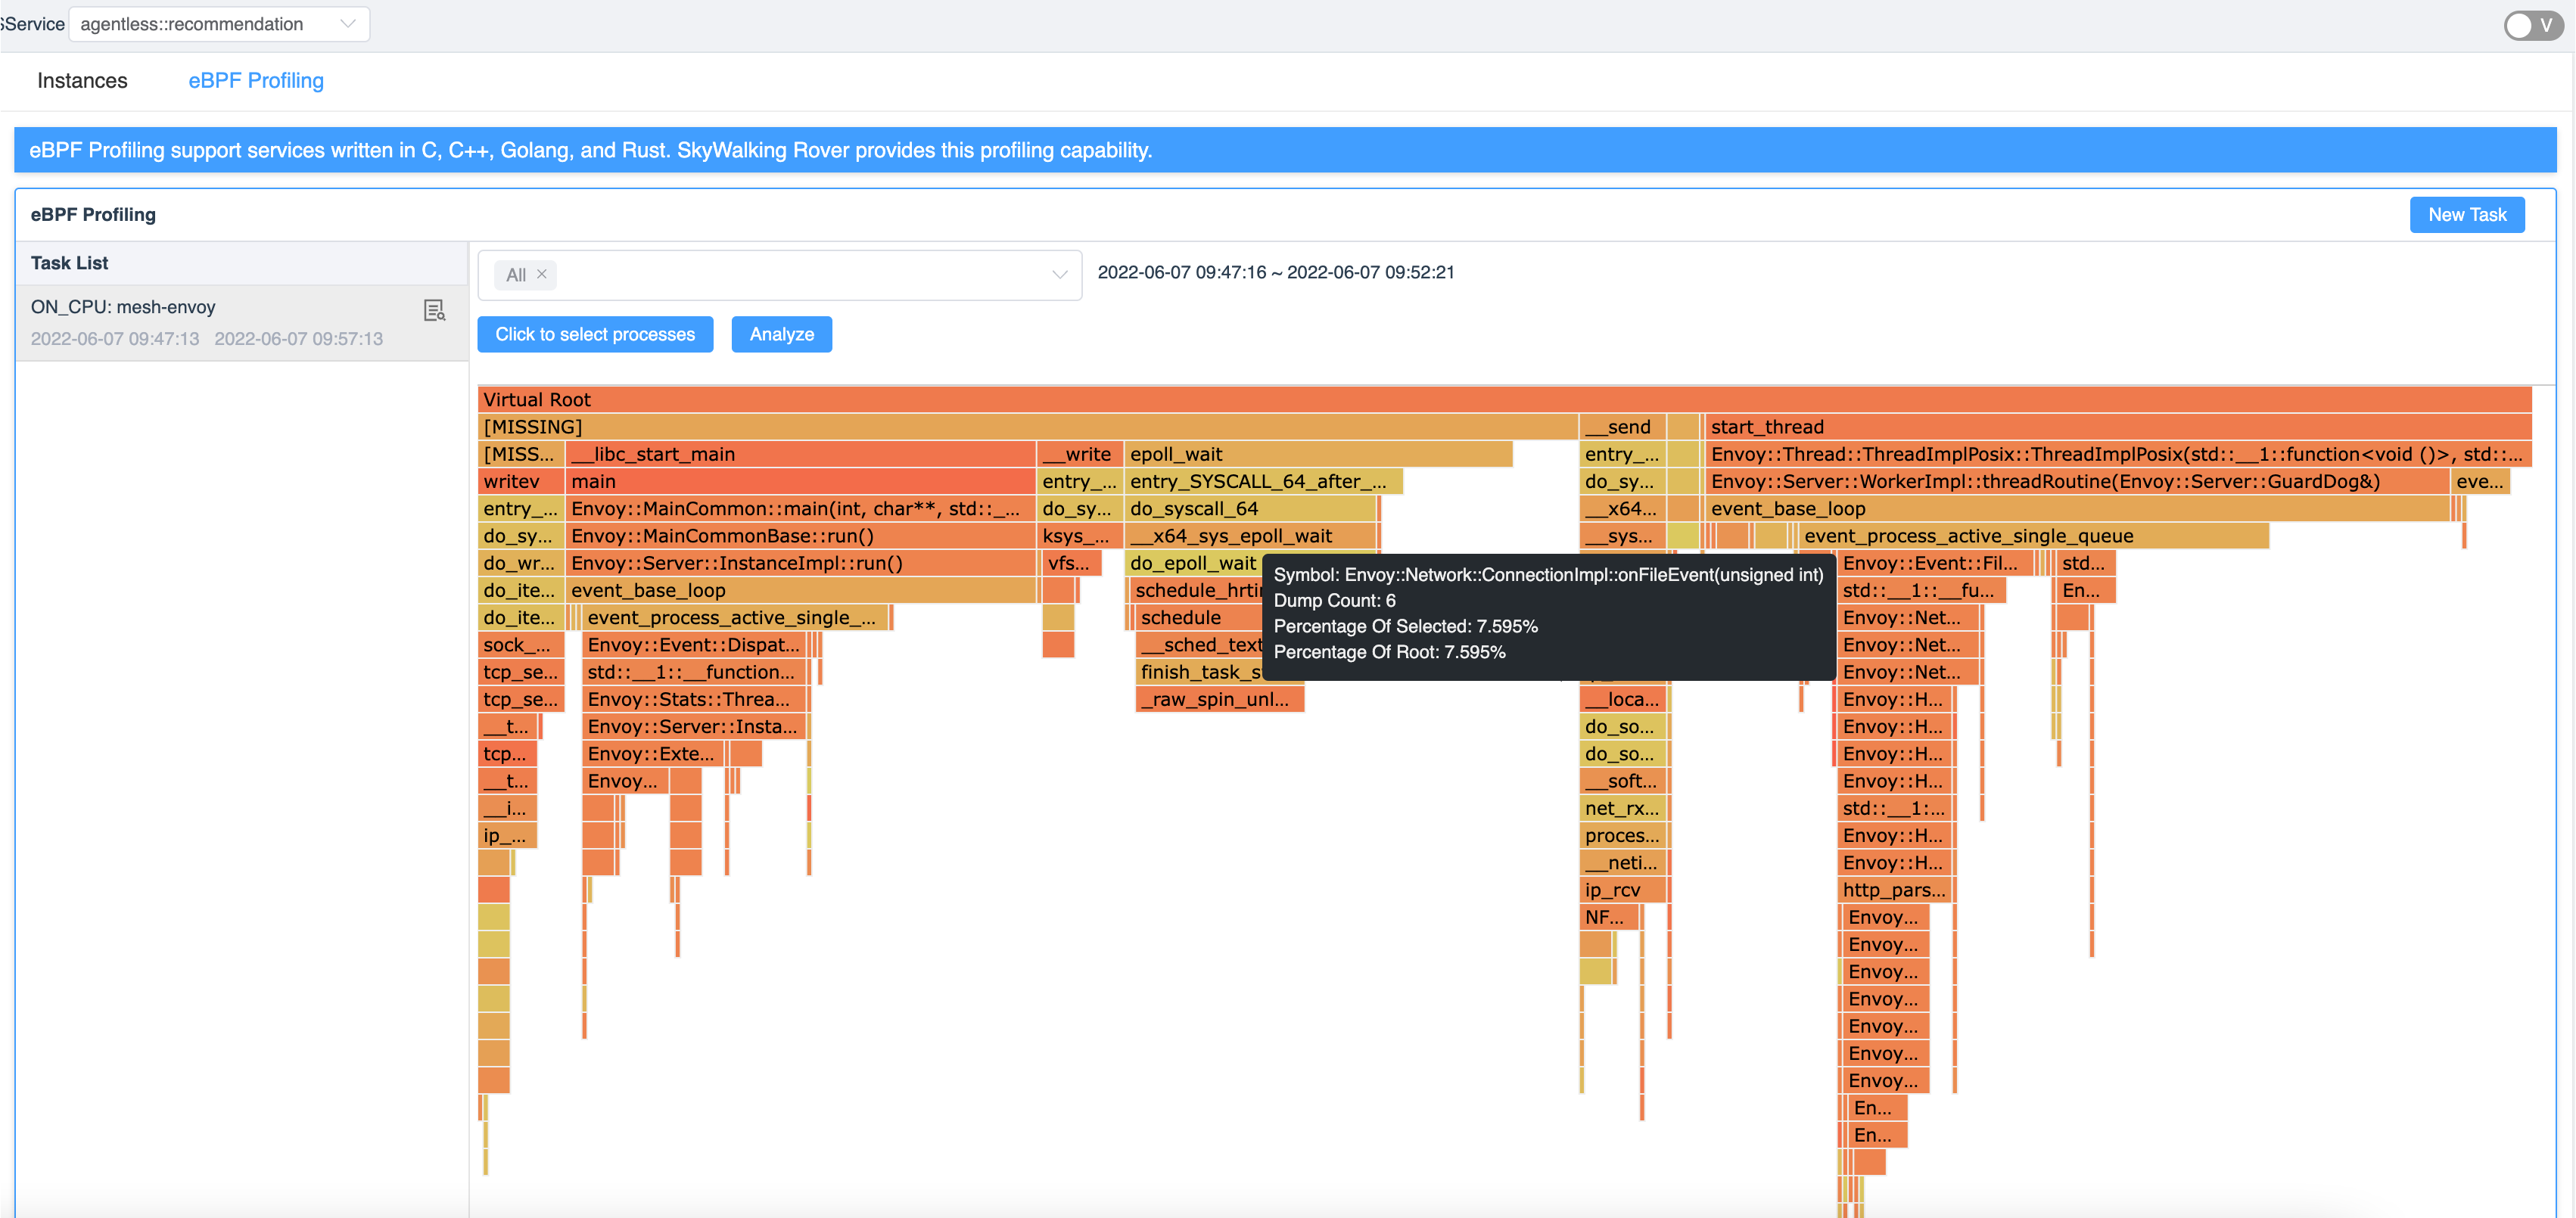 Service agentless::recommendation V
Instances eBPF Profiling
eBPF Profiling support services written in C, C++, Golang, and Rust. SkyWalking Rover provides this profiling capability.
eBPF Profiling New Task
Task List
All × 2022-06-07 09:47:16 ~ 2022-06-07 09:52:21
ON_CPU: mesh-envoy
2022-06-07 09:47:13 2022-06-07 09:57:13
Click to select processes Analyze
Virtual Root
[MISSING] __send start_thread
[MISS... __libc_start_main __write epoll_wait entry_... Envoy::Thread::ThreadImplPosix::ThreadImplPosix(std::__1::function<void ()>, std::...
writev main entry_... entry_SYSCALL_64_after_... do_sy... Envoy::Server::WorkerImpl::threadRoutine(Envoy::Server::GuardDog&) eve...
entry_... Envoy::MainCommon::main(int, char**, std::_... do_sy... do_syscall_64 __x64... event_base_loop
do_sy... Envoy::MainCommonBase::run() ksys_... __x64_sys_epoll_wait __sys... event_process_active_single_queue
do_wr... Envoy::Server::InstanceImpl::run() vfs... do_epoll_wait Envoy::Event::Fil... std...
Symbol: Envoy::Network::ConnectionImpl::onFileEvent(unsigned int)
Dump Count: 6
Percentage Of Selected: 7.595%
Percentage Of Root: 7.595%
do_ite... event_base_loop schedule_hrti std::__1::__fu... En...
do_ite... event_process_active_single_... schedule Envoy::Net...
sock_... Envoy::Event::Dispat... __sched_text Envoy::Net...
tcp_se... std::__1::__function... finish_task_s Envoy::Net...
tcp_se... Envoy::Stats::Threa... _raw_spin_unl... __loca... Envoy::H...
__t... Envoy::Server::Insta... do_so... Envoy::H...
tcp... Envoy::Exte... do_so... Envoy::H...
__t... Envoy... __soft... Envoy::H...
__i... net_rx... std::__1:...
ip_... proces... Envoy::H...
__neti... Envoy::H...
ip_rcv http_pars...
NF... Envoy...
Envoy...
Envoy...
Envoy...
Envoy...
Envoy...
Envoy...
En...
En...